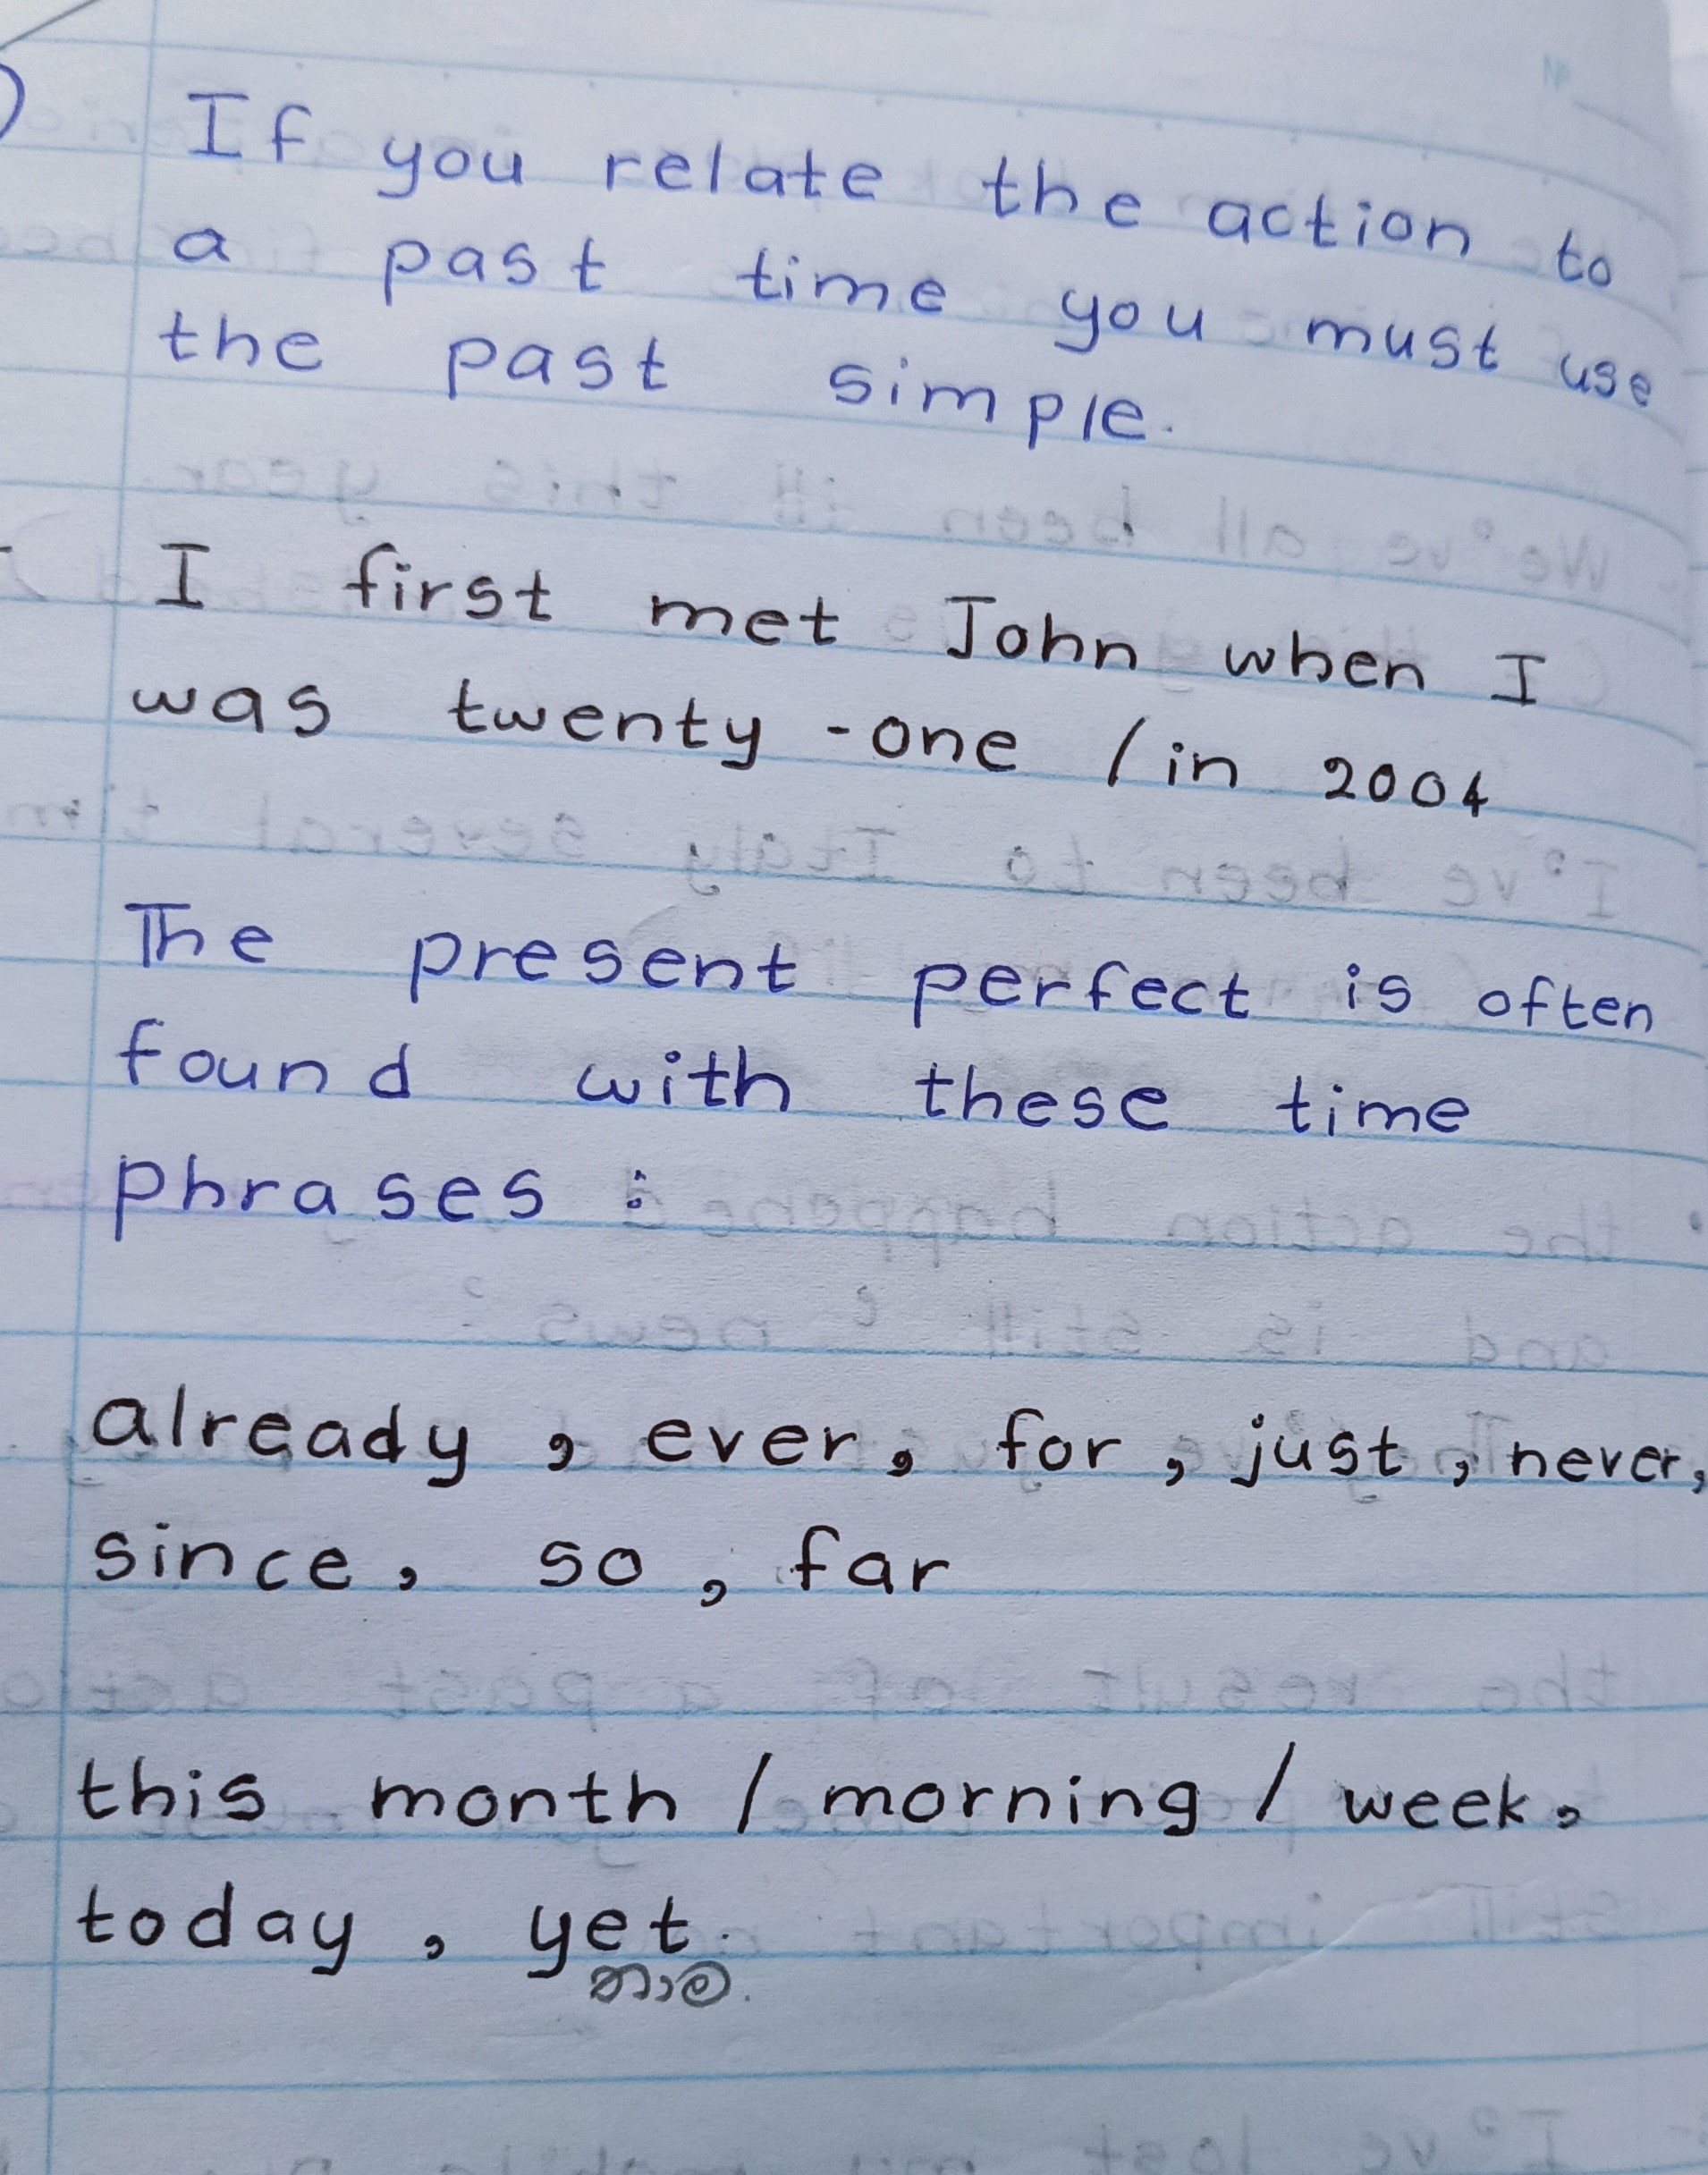 If you relate the action to
a past time you must use
the past simple.
I first met John when I
was twenty-one / in 2004
The present perfect is often
found with these time
phrases :
already, ever, for, just, never,
since, so, far
this month / morning / week,
today, yet.
තාම.